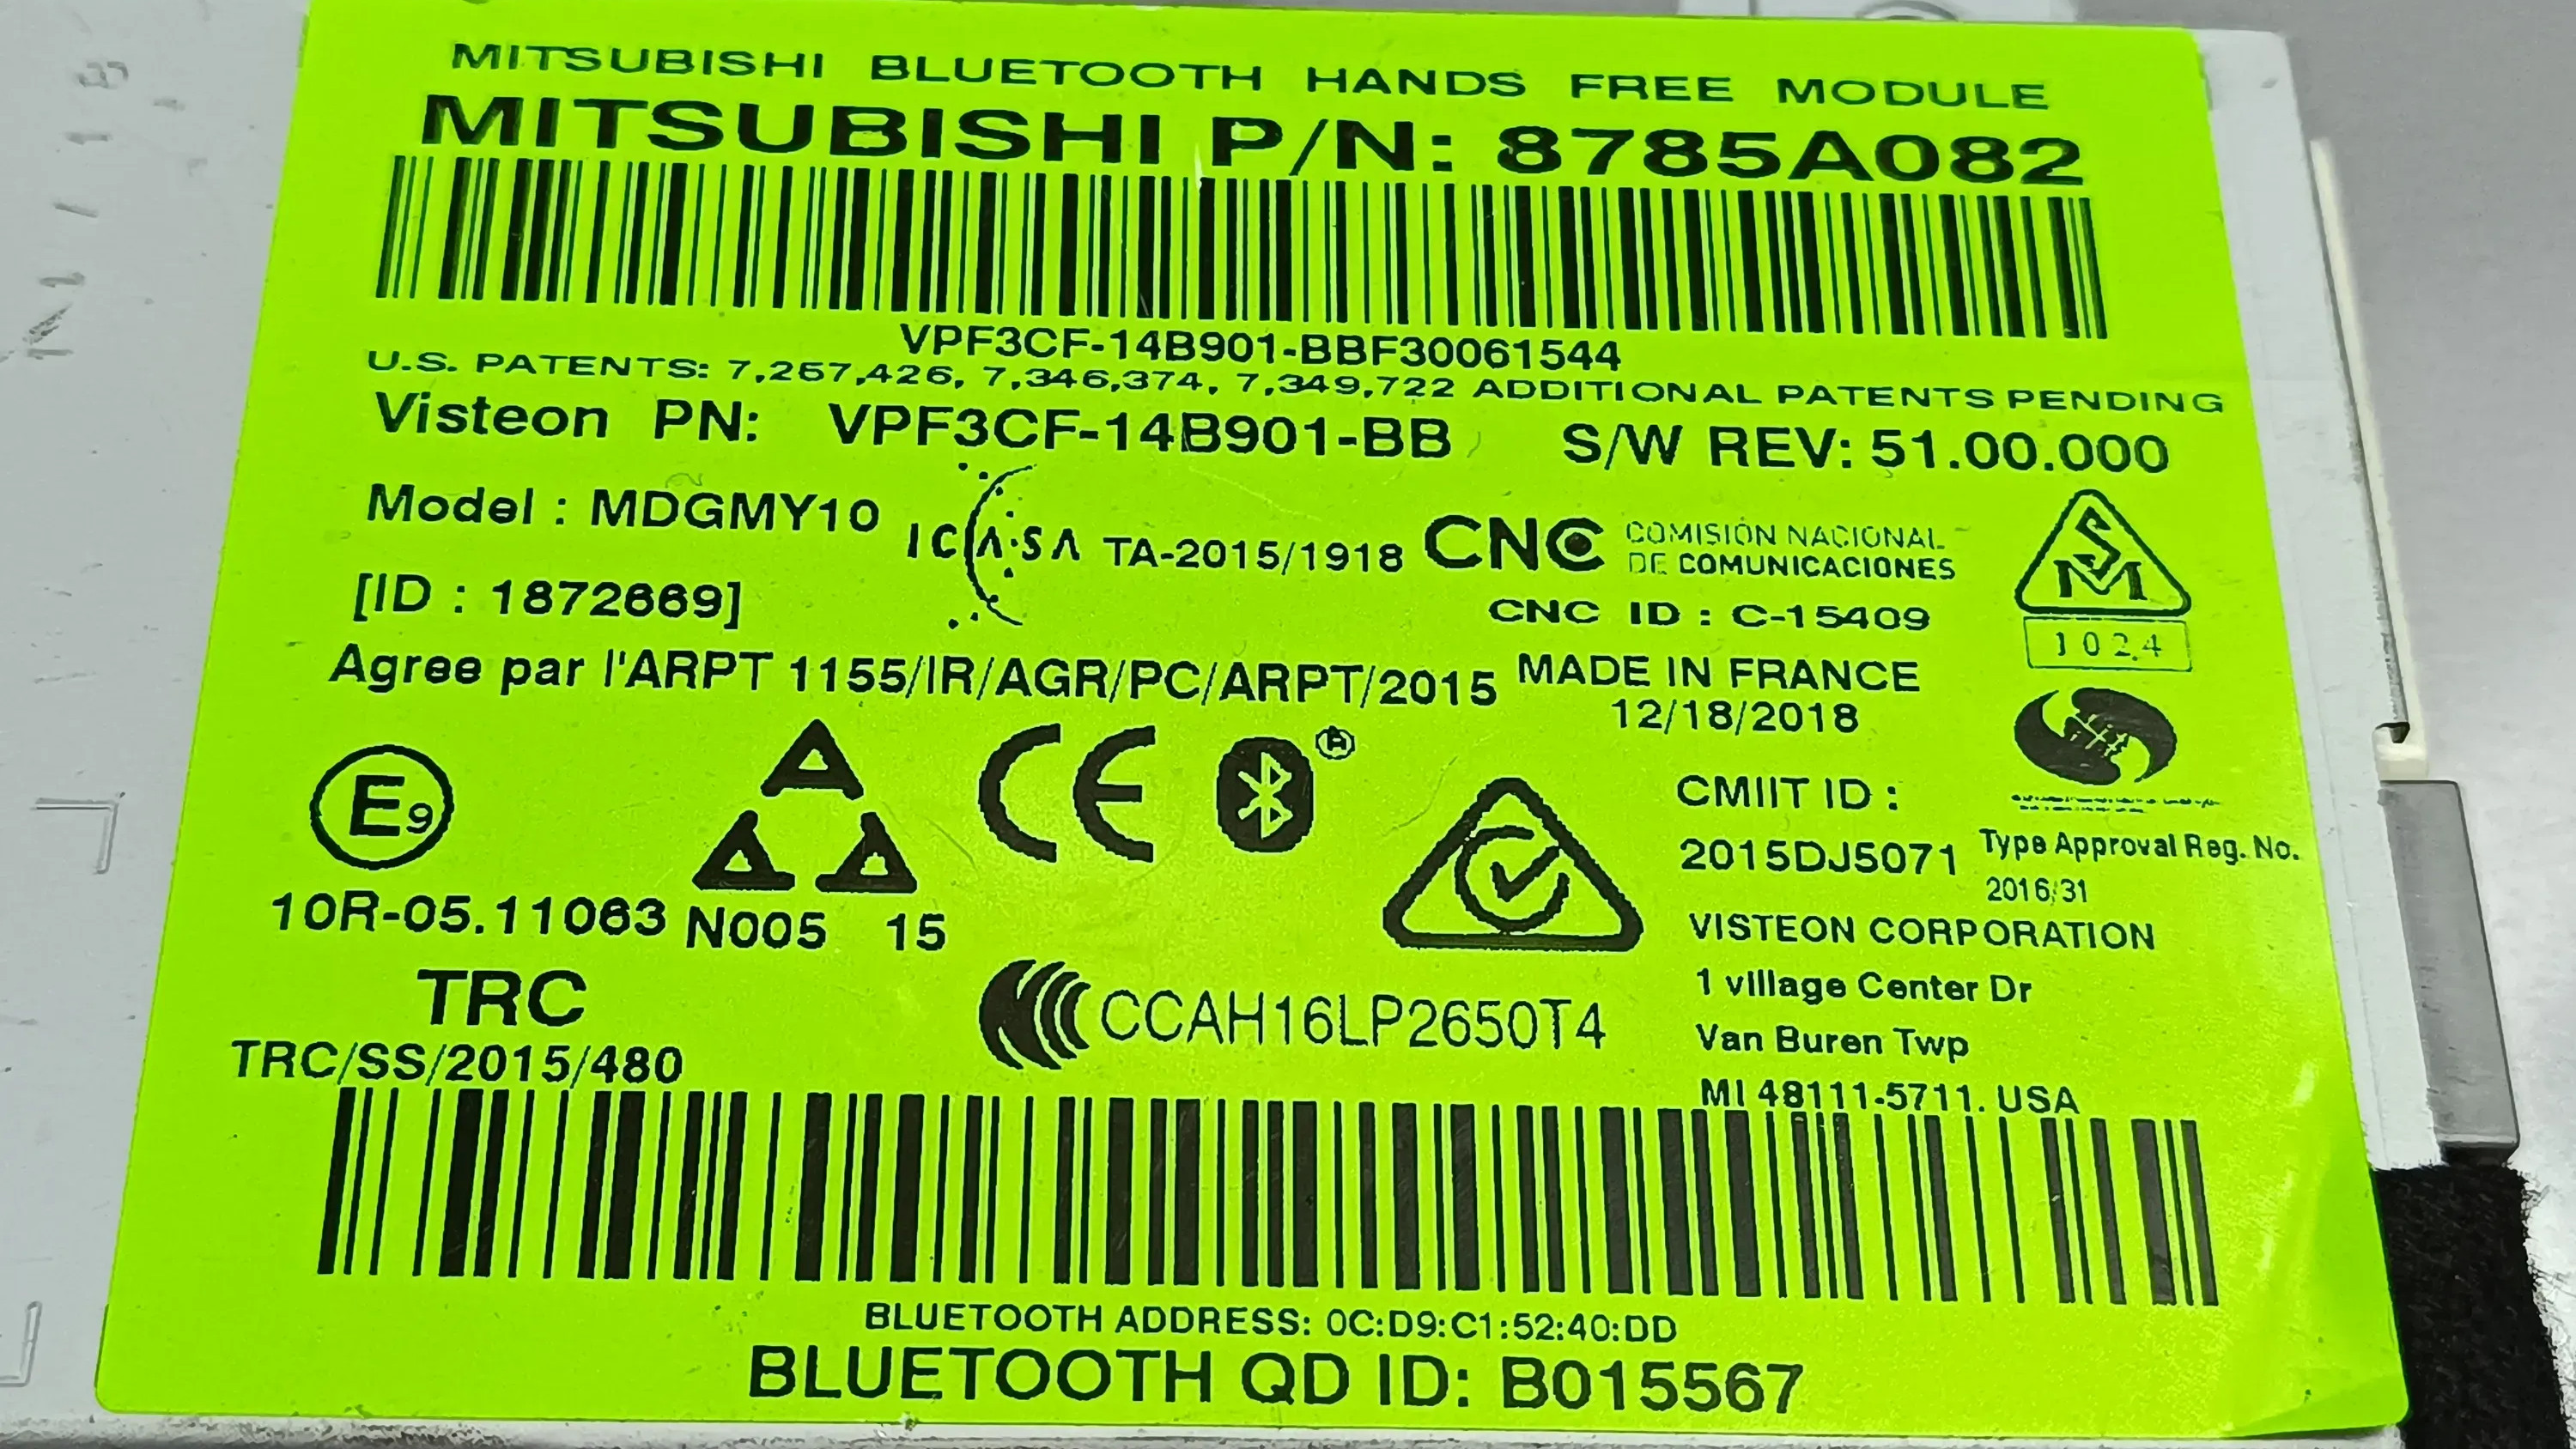 MITSUBISHI BLUETOOTH HANDS FREE MODULE
MITSUBISHI P/N: 8785A082
VPF3CF-14B901-BBF30061544
U.S. PATENTS: 7,257,426, 7,346,374, 7,349,722 ADDITIONAL PATENTS PENDING
Visteon PN: VPF3CF-14B901-BB S/W REV: 51.00.000
Model : MDGMY10
ICASA TA-2015/1918
CNC COMISIÓN NACIONAL
DE COMUNICACIONES
SM
[ID : 1872669]
CNC ID : C-15409
1024
Agree par l'ARPT 1155/IR/AGR/PC/ARPT/2015
MADE IN FRANCE
12/18/2018
E9
CE
®
CMIIT ID :
2015DJ5071
Type Approval Reg. No.
2016/31
10R-05.11063 N005 15
VISTEON CORPORATION
1 village Center Dr
Van Buren Twp
MI 48111-5711. USA
TRC
CCAH16LP2650T4
TRC/SS/2015/480
BLUETOOTH ADDRESS: 0C:D9:C1:52:40:DD
BLUETOOTH QD ID: B015567